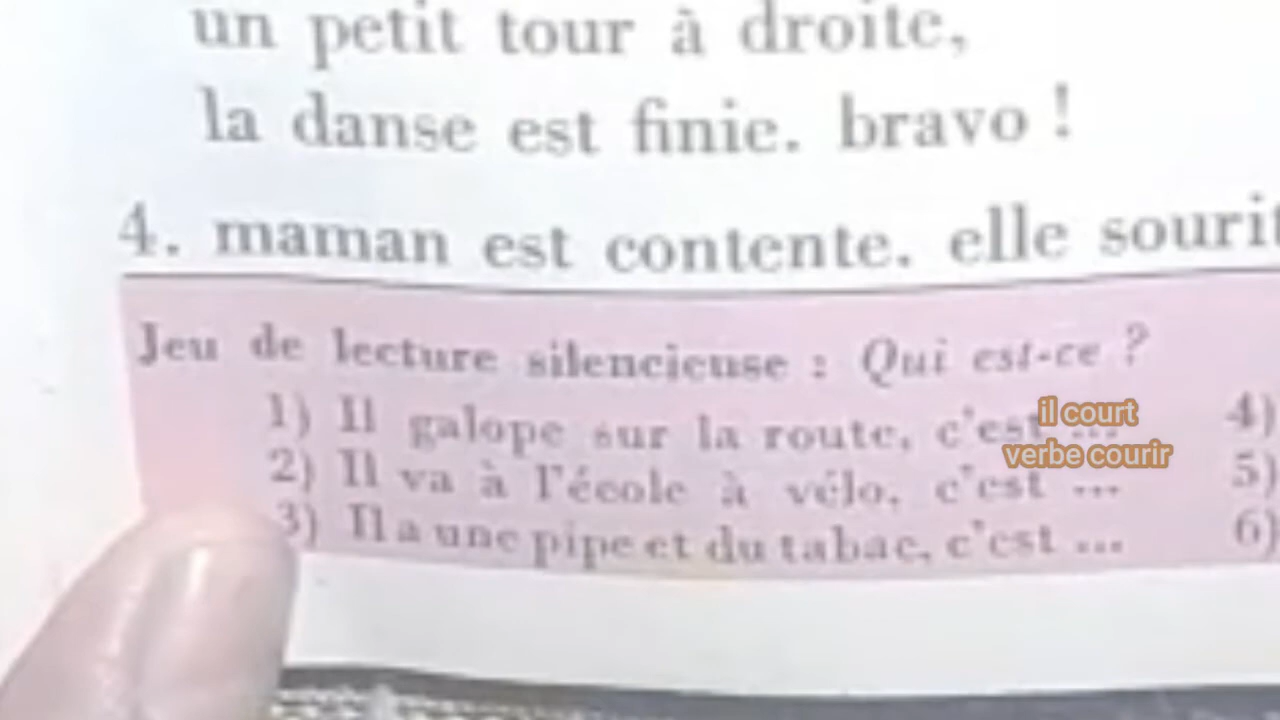 un petit tour à droite,
la danse est finie. bravo !
4. maman est contente. elle sourit
Jeu de lecture silencieuse : Qui est-ce ?
1) Il galope sur la route, c'est ...
4)
2) Il va à l'école à vélo, c'est ...
5)
3) Il a une pipe et du tabac, c'est ...
6)
il court
verbe courir